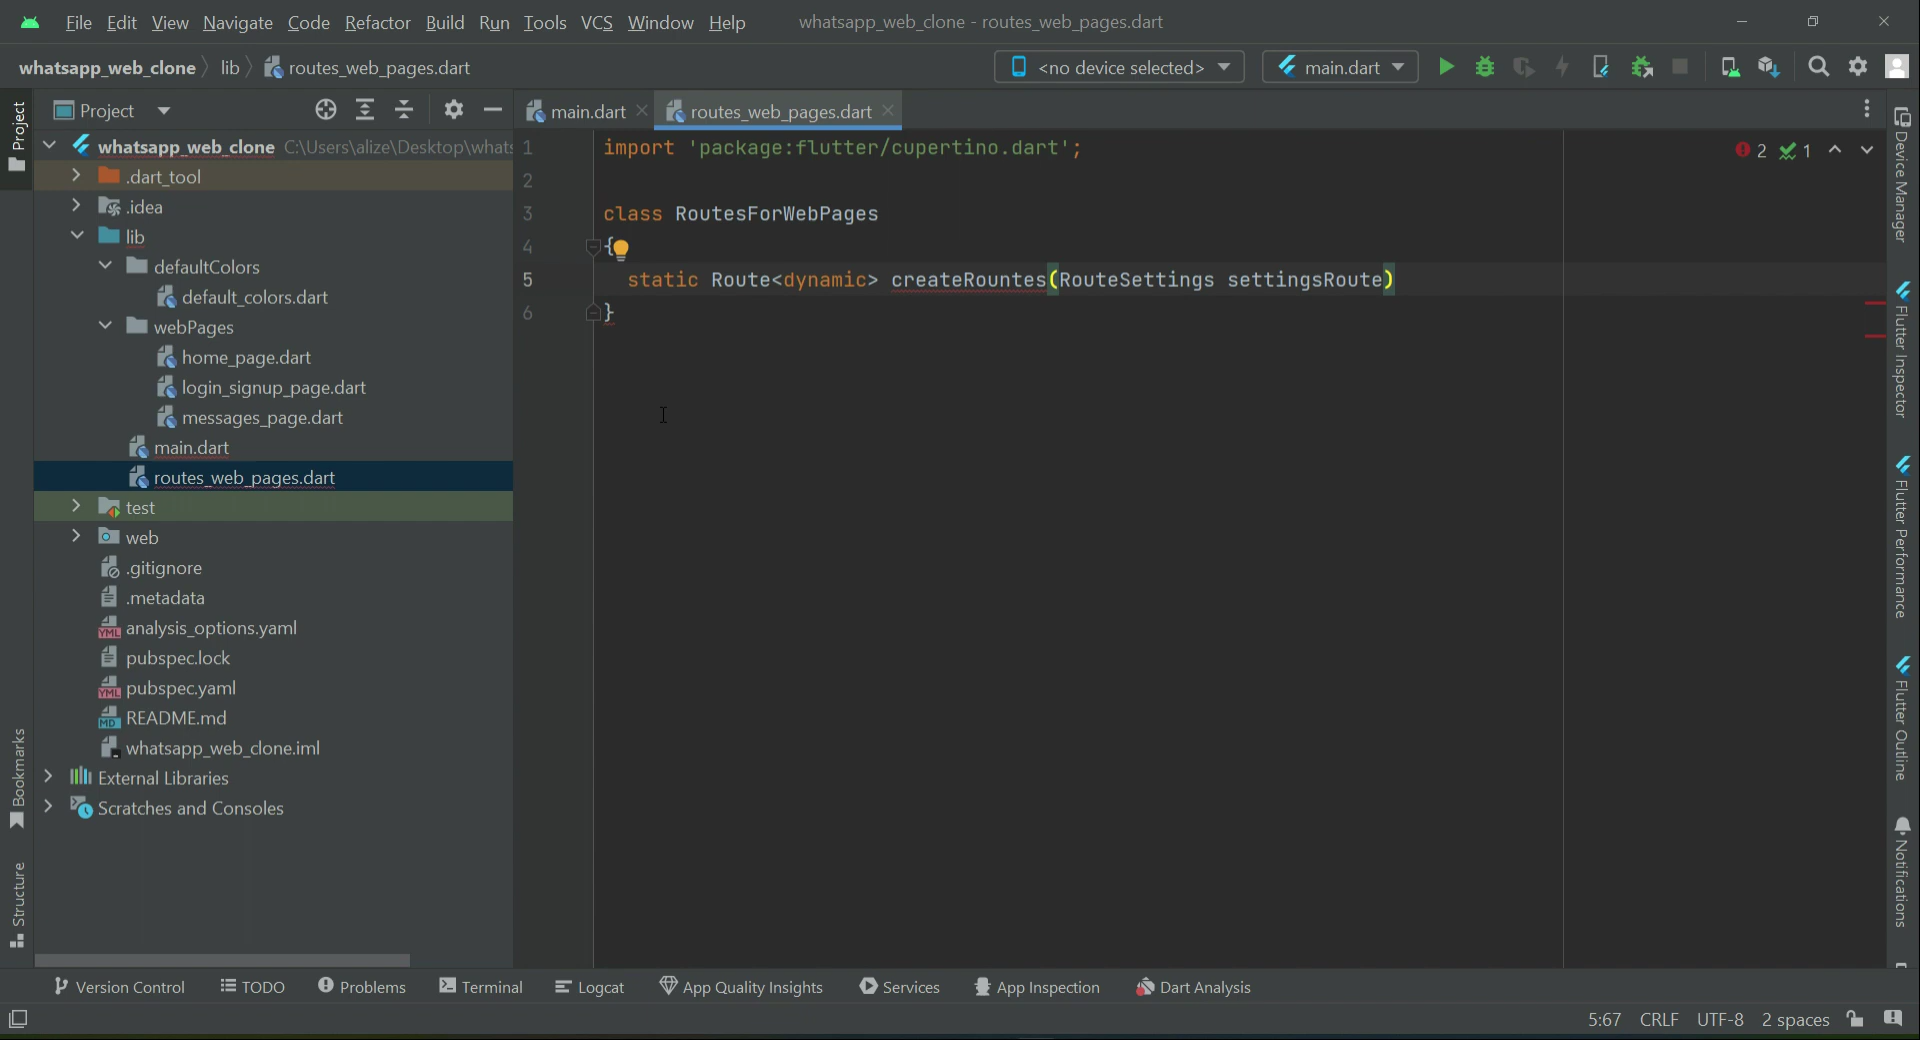 File Edit View Navigate Code Refactor Build Run Tools VCS Window Help whatsapp_web_clone - routes_web_pages.dart
whatsapp_web_clone lib routes_web_pages.dart <no device selected> main.dart
Project main.dart routes_web_pages.dart
whatsapp_web_clone C:\Users\alize\Desktop\whats
.dart_tool
.idea
lib
defaultColors
default_colors.dart
webPages
home_page.dart
login_signup_page.dart
messages_page.dart
main.dart
routes_web_pages.dart
test
web
.gitignore
.metadata
analysis_options.yaml
pubspec.lock
pubspec.yaml
README.md
whatsapp_web_clone.iml
External Libraries
Scratches and Consoles
1 import 'package:flutter/cupertino.dart';
2
3 class RoutesForWebPages
4 {
5 static Route<dynamic> createRountes(RouteSettings settingsRoute)
6 }
2 1
Project
Bookmarks
Structure
Device Manager
Flutter Inspector
Flutter Performance
Flutter Outline
Notifications
Version Control TODO Problems Terminal Logcat App Quality Insights Services App Inspection Dart Analysis
5:67 CRLF UTF-8 2 spaces